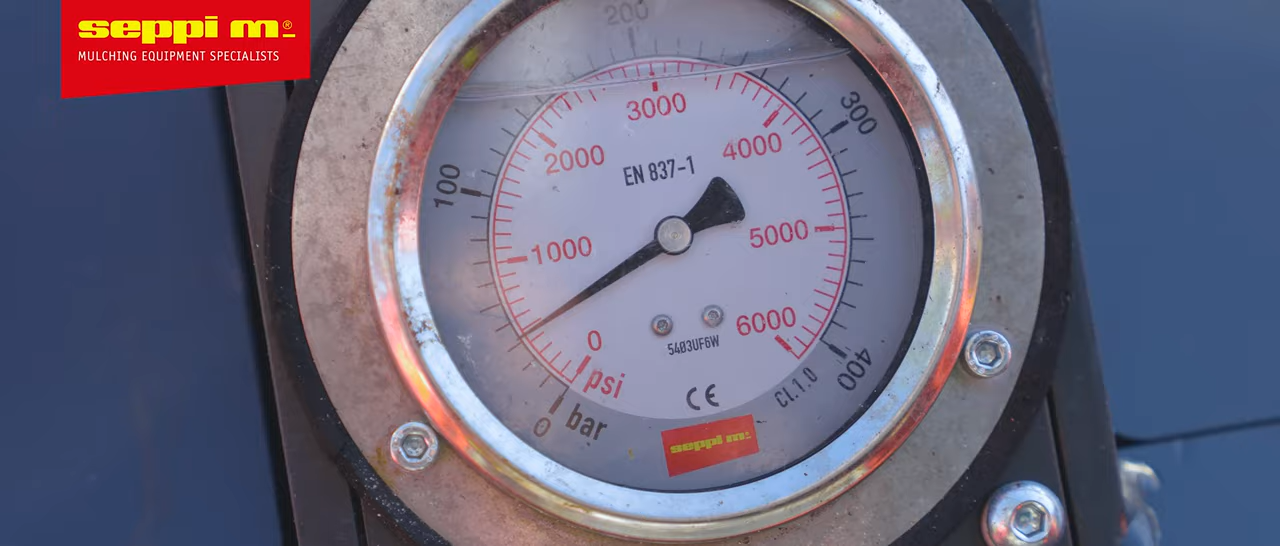 seppi m.®
MULCHING EQUIPMENT SPECIALISTS
200
3000
300
2000
4000
EN 837-1
100
1000
5000
0
6000
5403UF6W
psi
400
0
bar
CE
CL.1.0
seppi m.